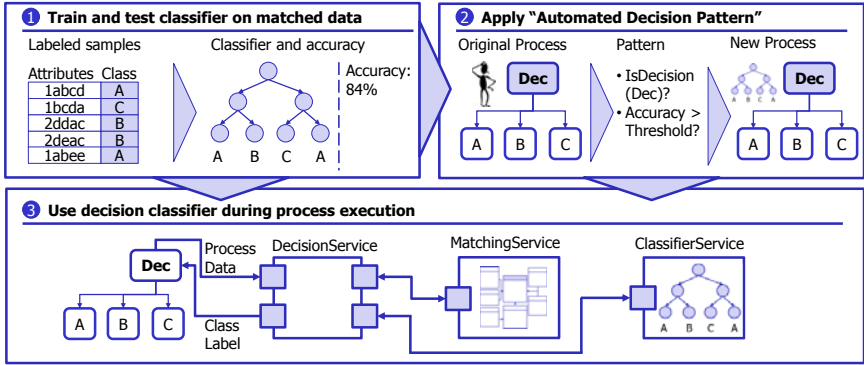 1 Train and test classifier on matched data
Labeled samples
Classifier and accuracy
Attributes Class
1abcd A
1bcda C
2ddac B
2deac B
1abee A
A B C A
Accuracy:
84%
2 Apply “Automated Decision Pattern”
Original Process
Pattern
New Process
Dec
A B C
• IsDecision
(Dec)?
• Accuracy >
Threshold?
A B C A
Dec
A B C
3 Use decision classifier during process execution
Dec
A B C
Process
Data
Class
Label
DecisionService
MatchingService
ClassifierService
A B C A